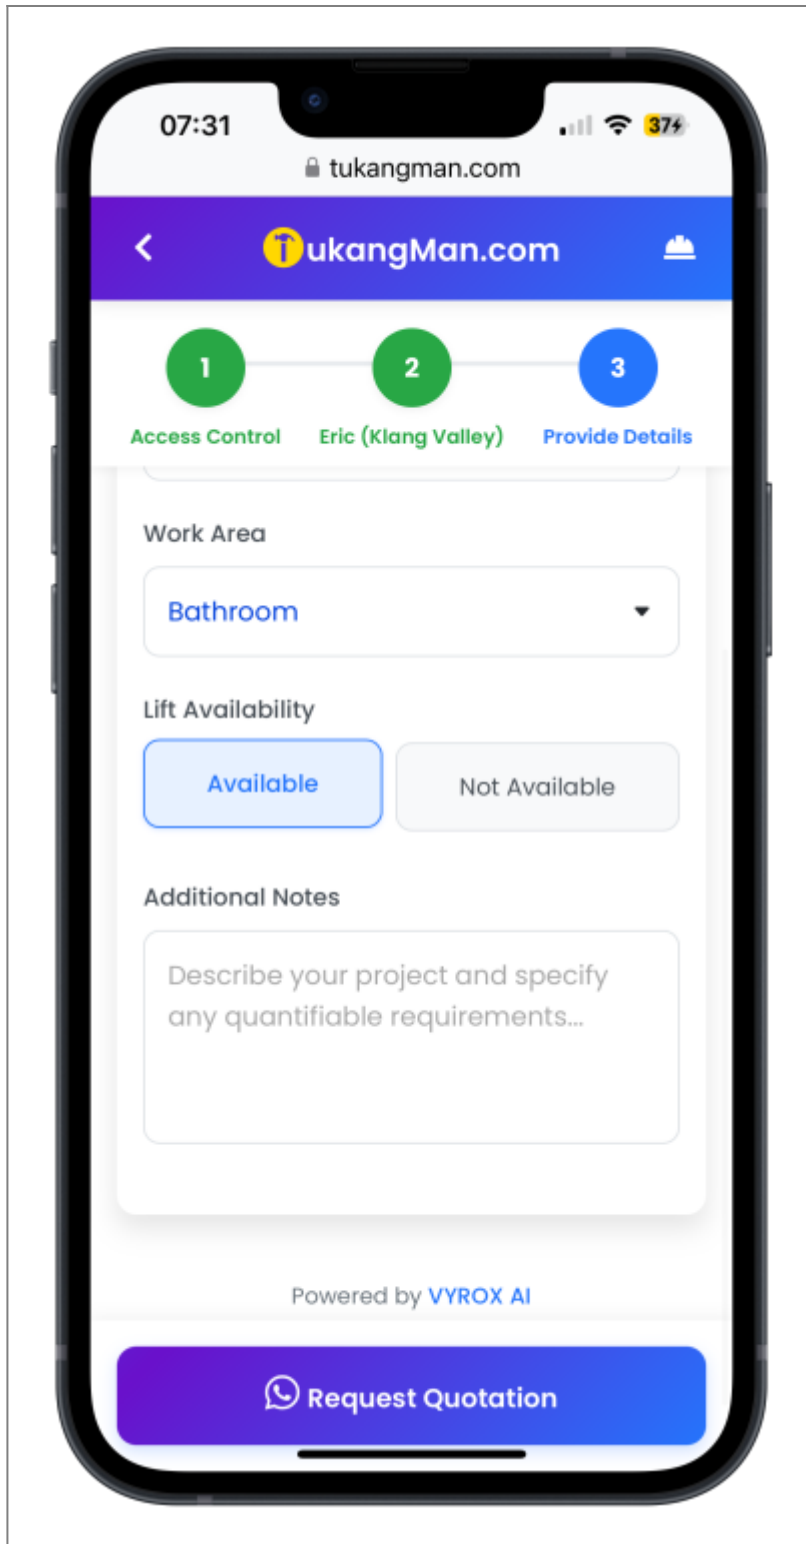 07:31
37
tukangman.com
TukangMan.com
1
2
3
Access Control
Eric (Klang Valley)
Provide Details
Work Area
Bathroom
Lift Availability
Available
Not Available
Additional Notes
Describe your project and specify
any quantifiable requirements...
Powered by VYROX AI
Request Quotation